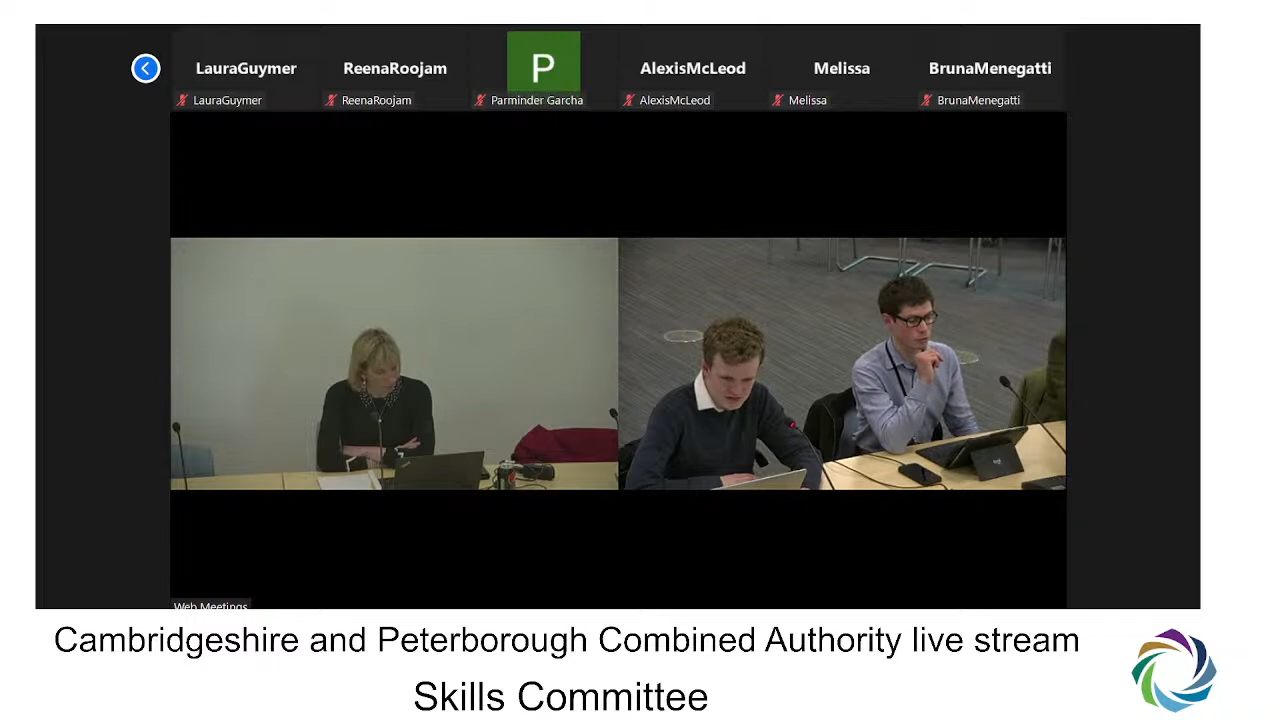 LauraGuymer
ReenaRoojam
P
AlexisMcLeod
Melissa
BrunaMenegatti
LauraGuymer
ReenaRoojam
Parminder Garcha
AlexisMcLeod
Melissa
BrunaMenegatti
Web Meetings
Cambridgeshire and Peterborough Combined Authority live stream
Skills Committee